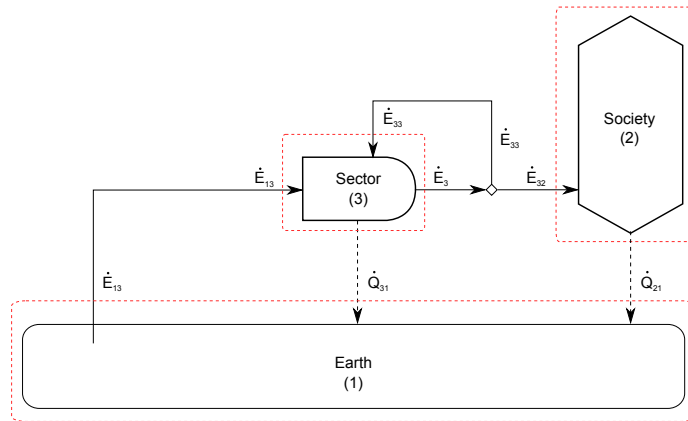 Society
(2)
Ė₃₃
Ė₃₃
Ė₁₃
Sector
(3)
Ė₃
Ė₃₂
Ė₁₃
Q̇₃₁
Q̇₂₁
Earth
(1)